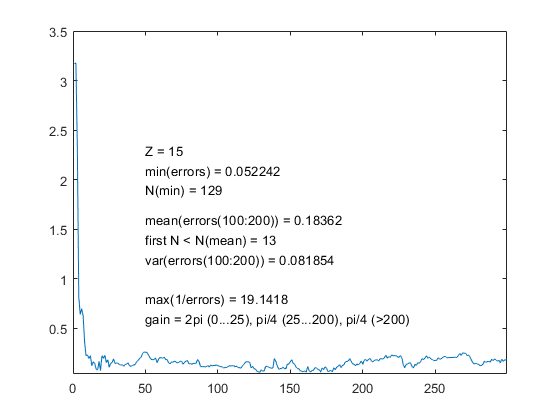 3.5
3
2.5
2
1.5
1
0.5
0
50
100
150
200
250
Z = 15
min(errors) = 0.052242
N(min) = 129
mean(errors(100:200)) = 0.18362
first N < N(mean) = 13
var(errors(100:200)) = 0.081854
max(1/errors) = 19.1418
gain = 2pi (0...25), pi/4 (25...200), pi/4 (>200)